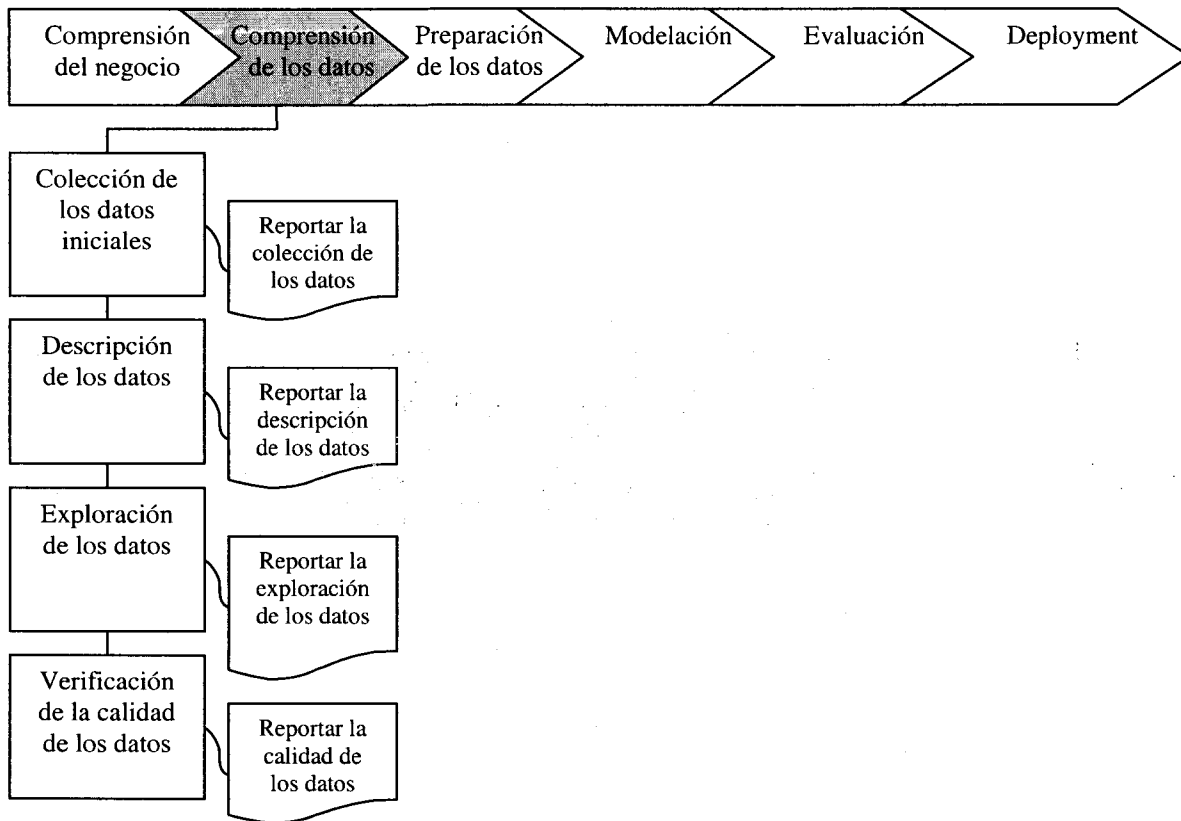 Comprensión
del negocio
Comprensión
de los datos
Preparación
de los datos
Modelación
Evaluación
Deployment
Colección de
los datos
iniciales
Reportar la
colección de
los datos
Descripción
de los datos
Reportar la
descripción
de los datos
Exploración
de los datos
Reportar la
exploración
de los datos
Verificación
de la calidad
de los datos
Reportar la
calidad de
los datos